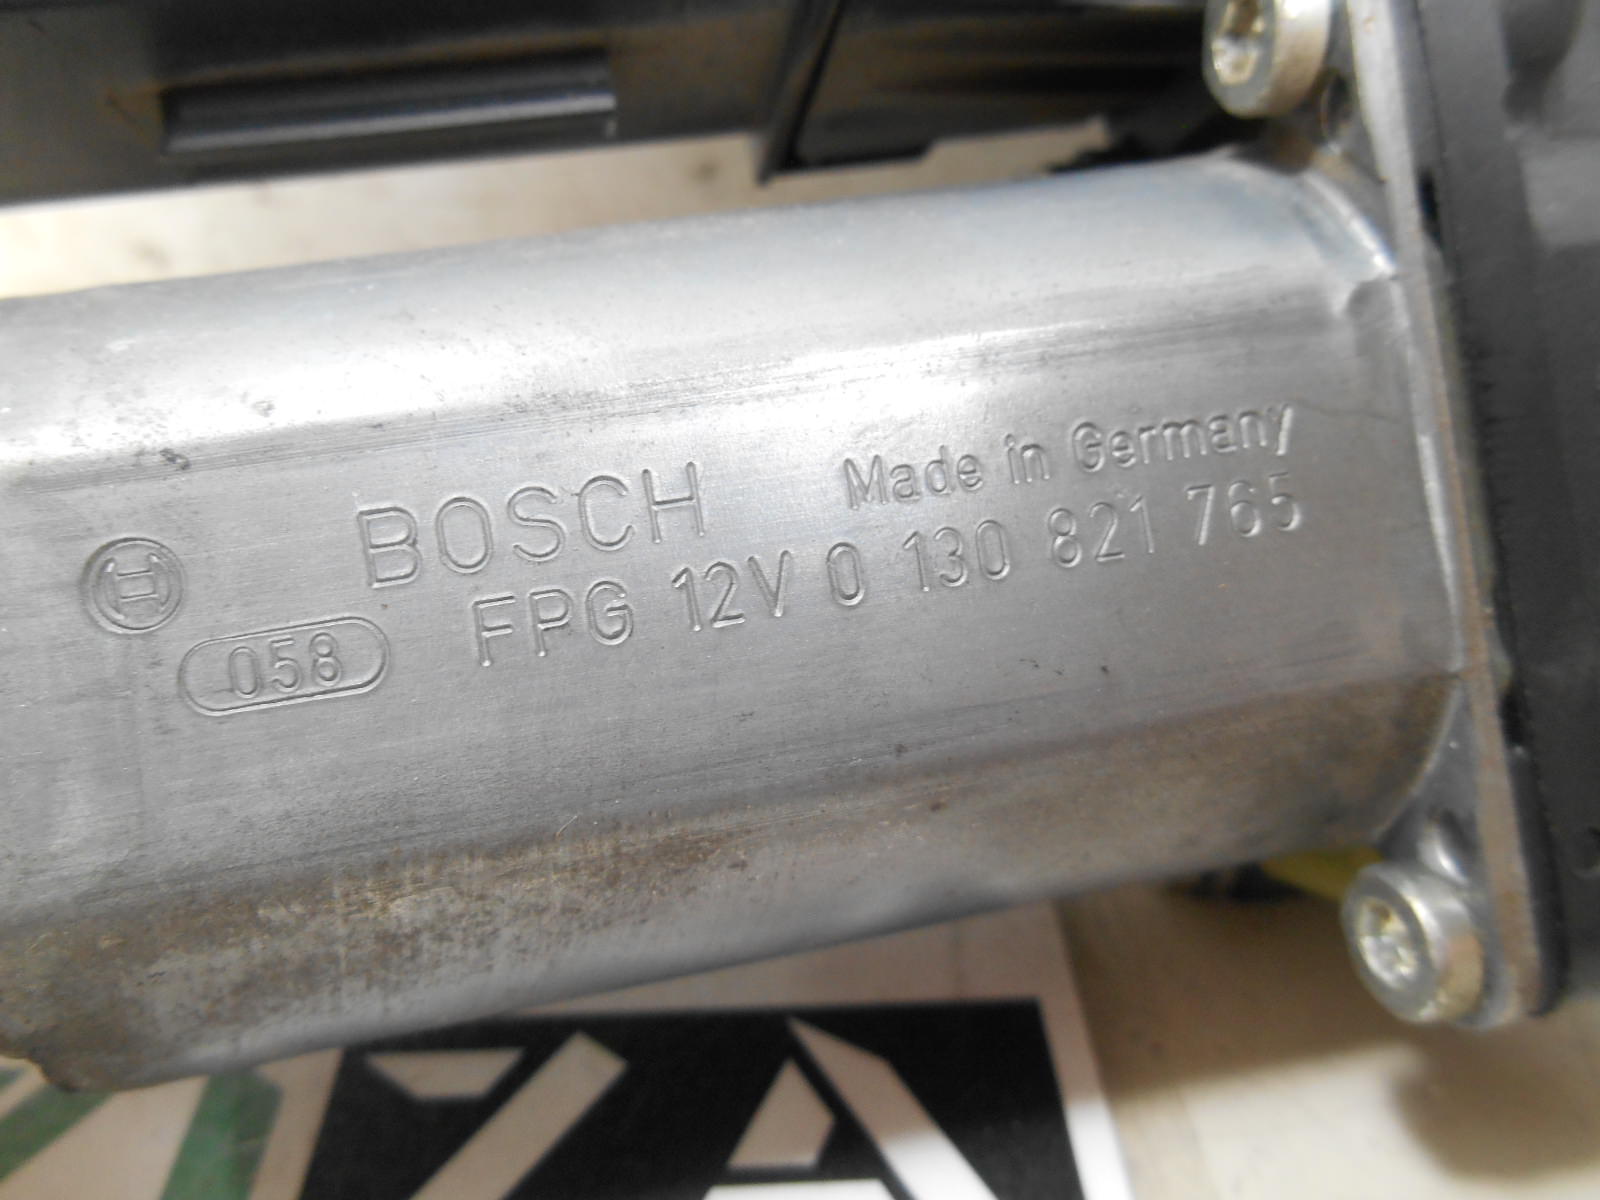 BOSCH
Made in Germany
FPG 12V 0 130 821 765
058